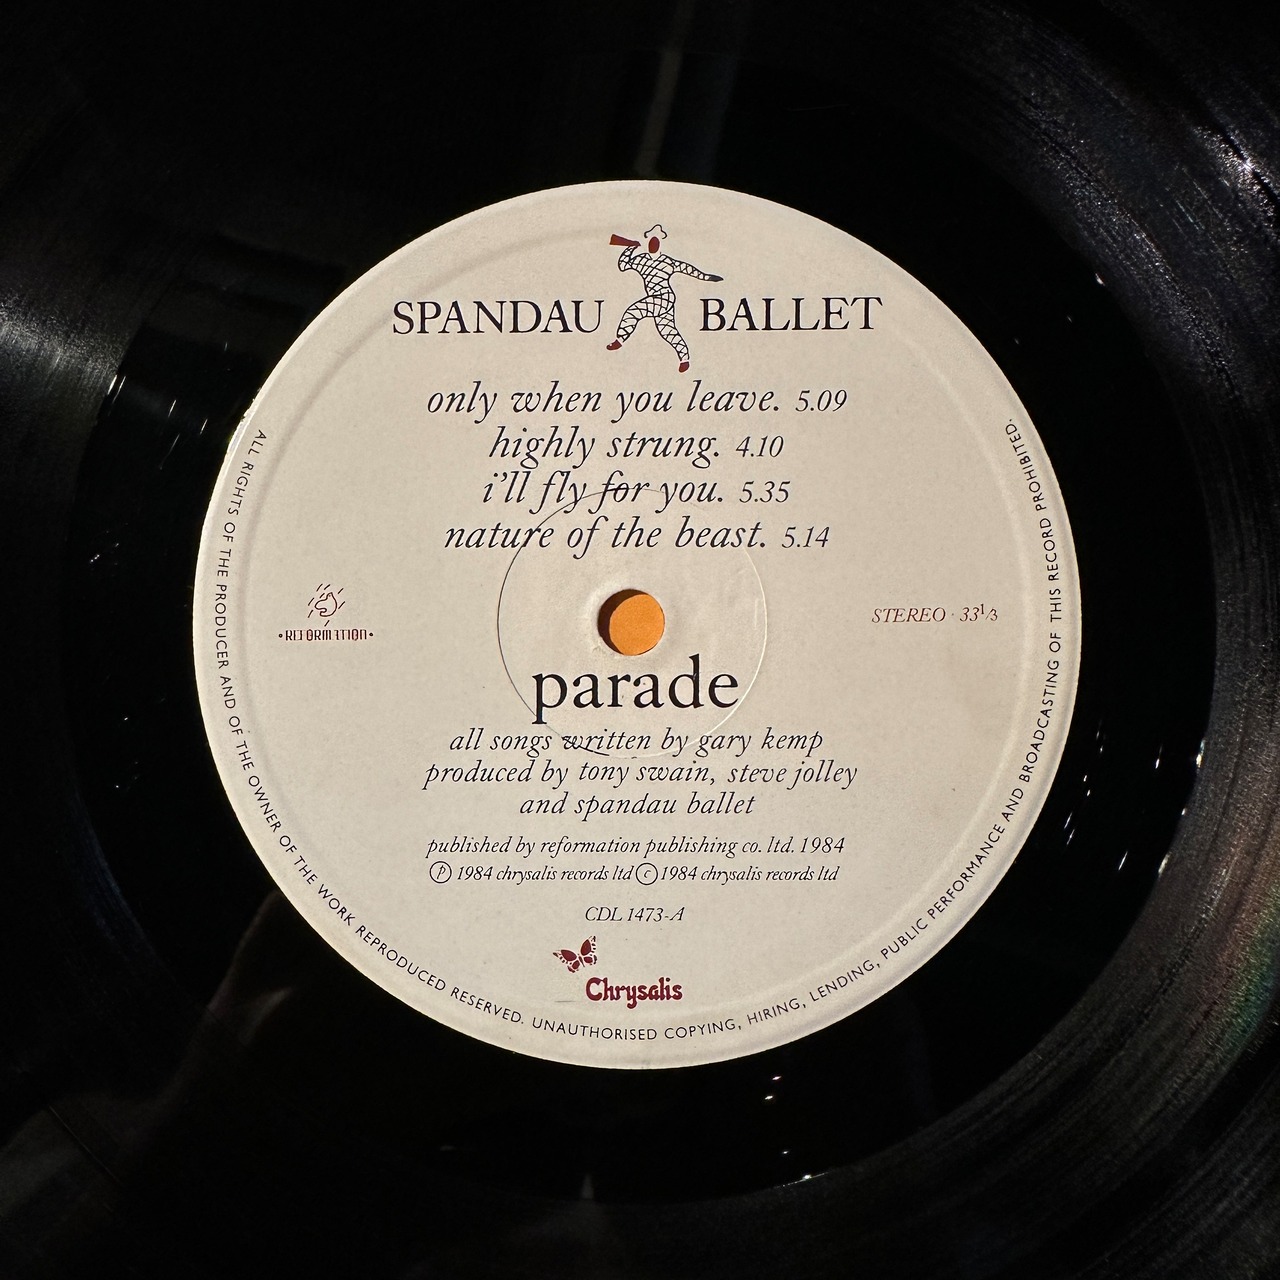 SPANDAU BALLET
only when you leave. 5.09
highly strung. 4.10
i'll fly for you. 5.35
nature of the beast. 5.14
REFORMATION
STEREO · 33⅓
parade
all songs written by gary kemp
produced by tony swain, steve jolley
and spandau ballet
published by reformation publishing co. ltd. 1984
Ⓟ 1984 chrysalis records ltd © 1984 chrysalis records ltd
CDL 1473-A
Chrysalis
ALL RIGHTS OF THE PRODUCER AND OF THE OWNER OF THE WORK REPRODUCED RESERVED. UNAUTHORISED COPYING, HIRING, LENDING, PUBLIC PERFORMANCE AND BROADCASTING OF THIS RECORD PROHIBITED.